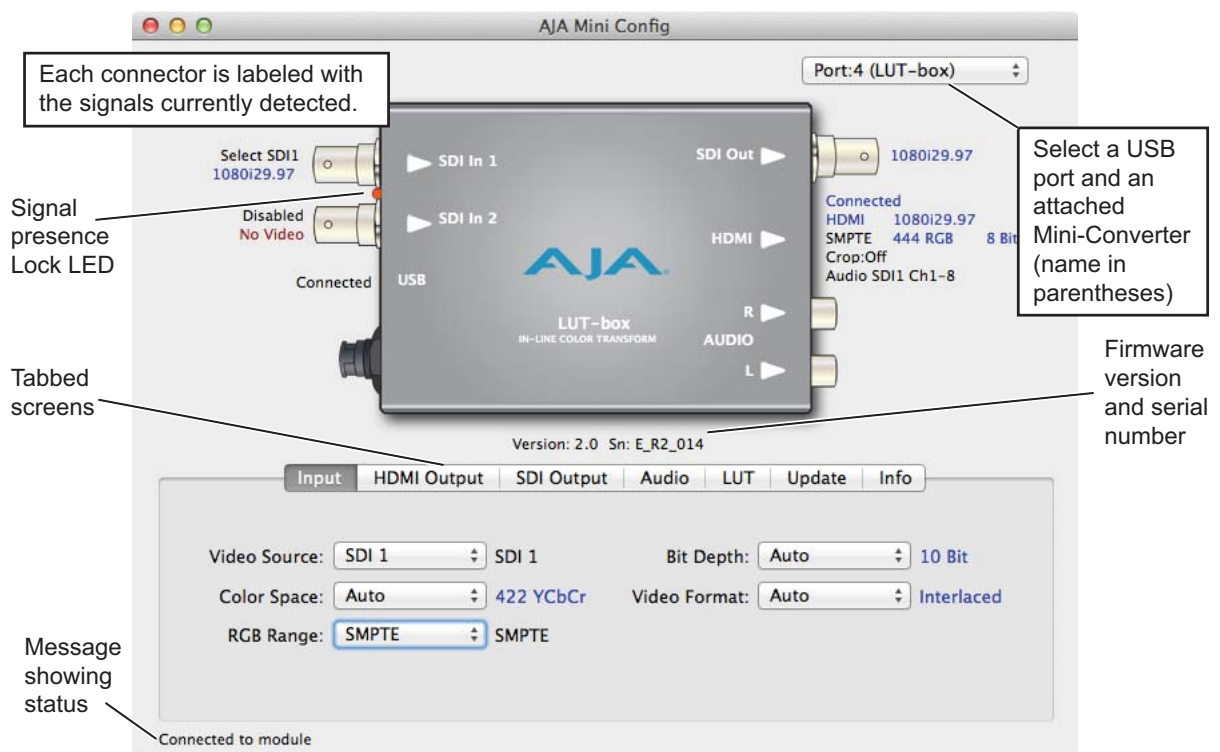 AJA Mini Config
Each connector is labeled with
the signals currently detected.
Port:4 (LUT-box)
Select SDI1
1080i29.97
SDI In 1
SDI Out
1080i29.97
Select a USB
port and an
attached
Mini-Converter
(name in
parentheses)
Signal
presence
Lock LED
Disabled
No Video
SDI In 2
HDMI
Connected
HDMI 1080i29.97
SMPTE 444 RGB 8 Bit
Crop:Off
Audio SDI1 Ch1-8
Connected
USB
AJA
LUT-box
IN-LINE COLOR TRANSFORM
R
AUDIO
L
Firmware
version
and serial
number
Tabbed
screens
Version: 2.0 Sn: E_R2_014
Input HDMI Output SDI Output Audio LUT Update Info
Video Source: SDI 1 SDI 1 Bit Depth: Auto 10 Bit
Color Space: Auto 422 YCbCr Video Format: Auto Interlaced
RGB Range: SMPTE SMPTE
Message
showing
status
Connected to module